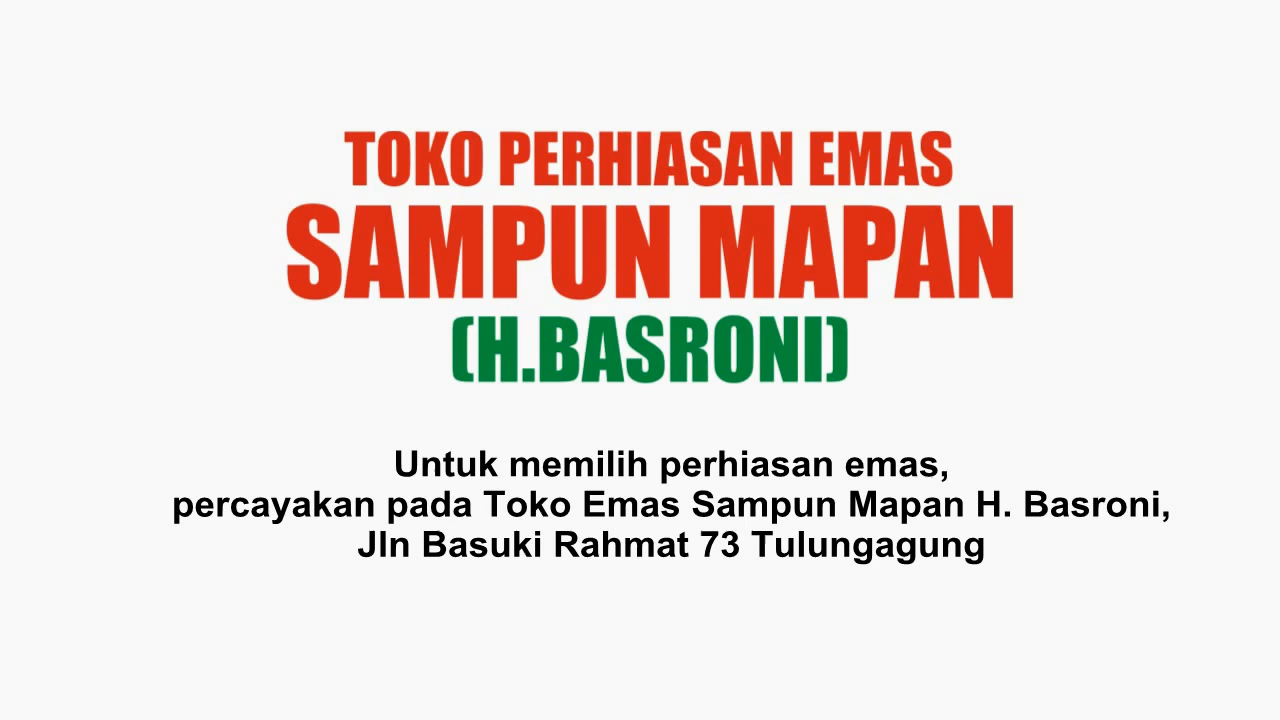 TOKO PERHIASAN EMAS
SAMPUN MAPAN
(H.BASRONI)
Untuk memilih perhiasan emas,
percayakan pada Toko Emas Sampun Mapan H. Basroni,
Jln Basuki Rahmat 73 Tulungagung